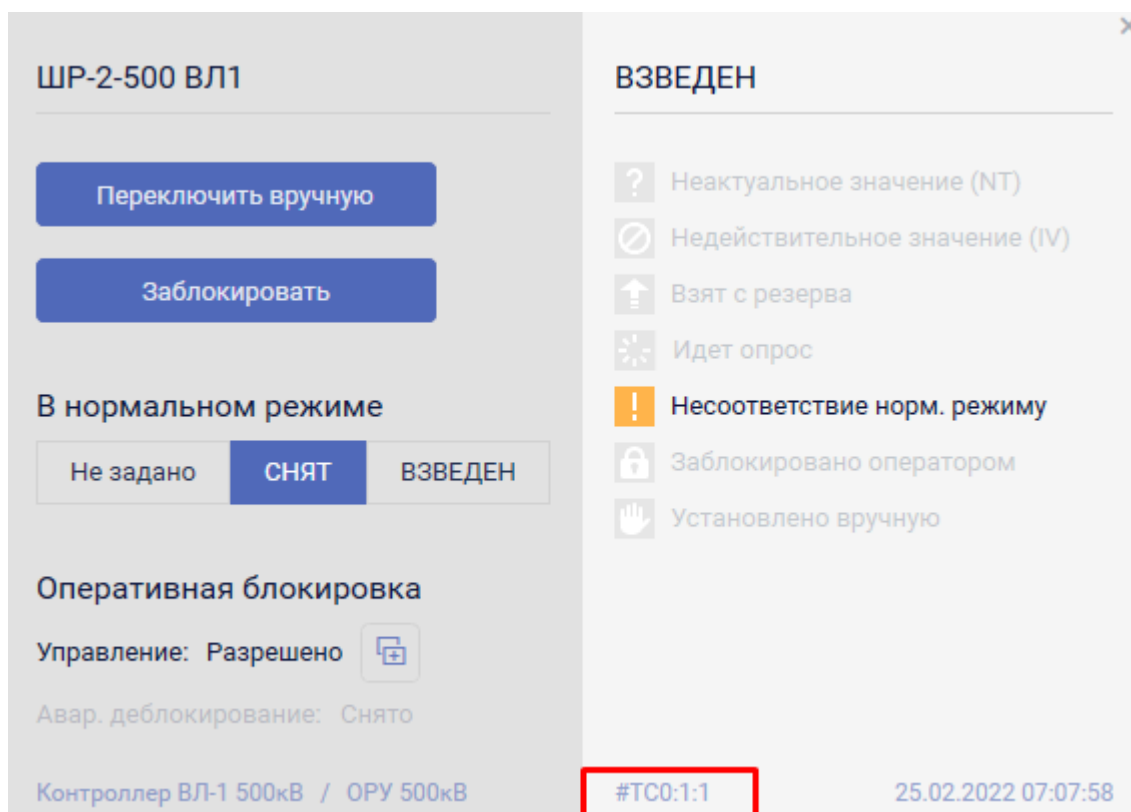 ШР-2-500 ВЛ1
Переключить вручную
Заблокировать
В нормальном режиме
Не задано СНЯТ ВЗВЕДЕН
Оперативная блокировка
Управление: Разрешено
Авар. деблокирование: Снято
Контроллер ВЛ-1 500кВ / ОРУ 500кВ
ВЗВЕДЕН
Неактуальное значение (NT)
Недействительное значение (IV)
Взят с резерва
Идет опрос
Несоответствие норм. режиму
Заблокировано оператором
Установлено вручную
#ТС0:1:1 25.02.2022 07:07:58